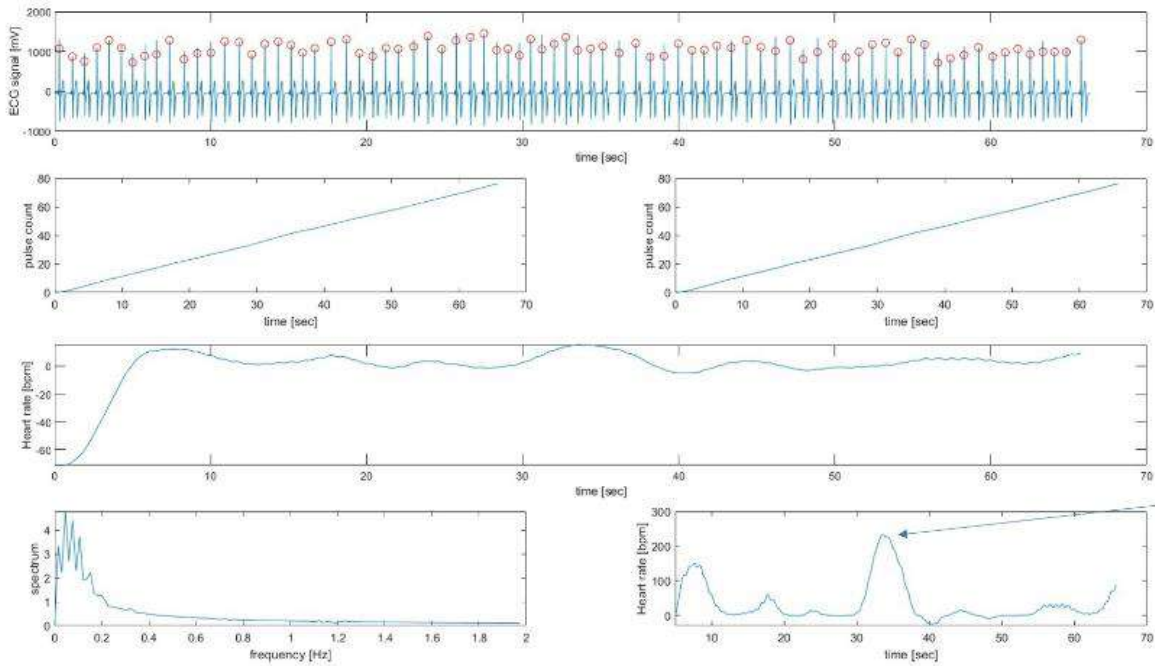 ECG signal [mV]
2000
1000
0
-1000
0 10 20 30 40 50 60 70
time [sec]
pulse count
80
60
40
20
0
0 10 20 30 40 50 60 70
time [sec]
pulse count
80
60
40
20
0
0 10 20 30 40 50 60 70
time [sec]
Heart rate [bpm]
0
-20
-40
-60
0 10 20 30 40 50 60 70
time [sec]
spectrum
4
3
2
1
0
0 0.2 0.4 0.6 0.8 1 1.2 1.4 1.6 1.8 2
frequency [Hz]
Heart rate [bpm]
300
200
100
0
10 20 30 40 50 60 70
time [sec]